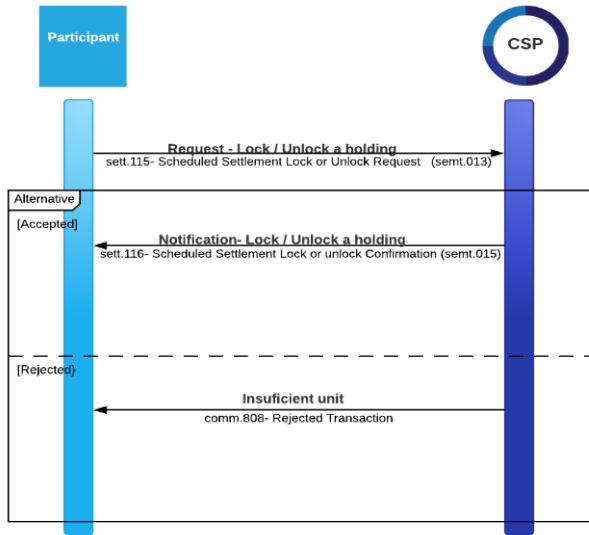 Participant
CSP
Request - Lock / Unlock a holding
sett.115- Scheduled Settlement Lock or Unlock Request (semt.013)
Alternative
[Accepted]
Notification- Lock / Unlock a holding
sett.116- Scheduled Settlement Lock or unlock Confirmation (semt.015)
[Rejected}
Insuficient unit
comm.808- Rejected Transaction